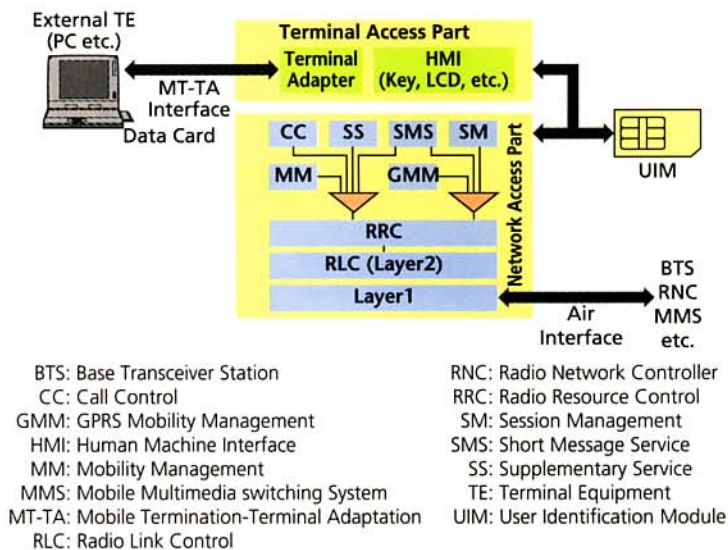 External TE
(PC etc.)
MT-TA
Interface
Data Card
Terminal Access Part
Terminal
Adapter
HMI
(Key, LCD, etc.)
CC
SS
SMS
SM
MM
GMM
RRC
RLC (Layer2)
Layer1
Network Access Part
UIM
Air
Interface
BTS
RNC
MMS
etc.
BTS: Base Transceiver Station
CC: Call Control
GMM: GPRS Mobility Management
HMI: Human Machine Interface
MM: Mobility Management
MMS: Mobile Multimedia switching System
MT-TA: Mobile Termination-Terminal Adaptation
RLC: Radio Link Control
RNC: Radio Network Controller
RRC: Radio Resource Control
SM: Session Management
SMS: Short Message Service
SS: Supplementary Service
TE: Terminal Equipment
UIM: User Identification Module